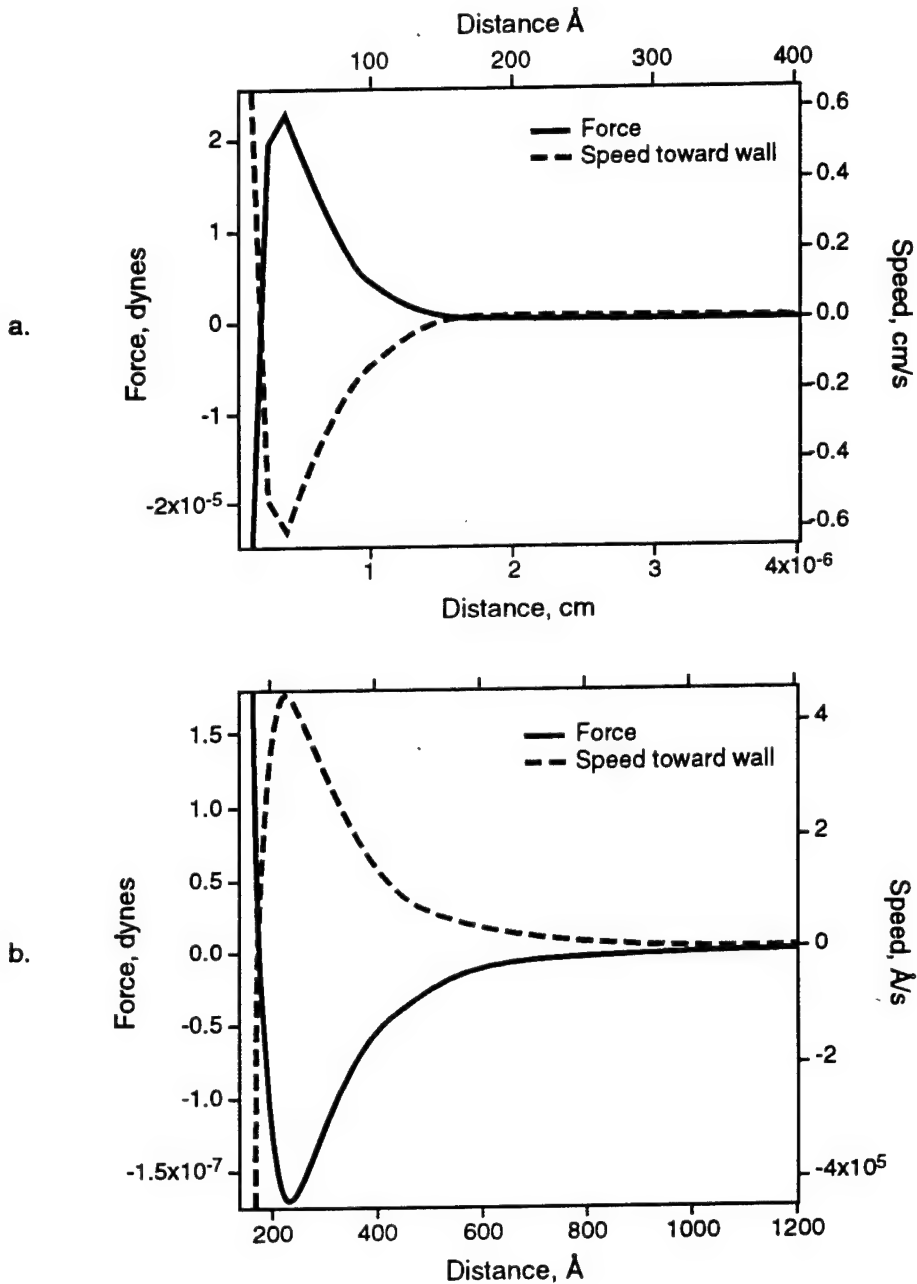 Distance Å
100 200 300 400
a.
Force, dynes
2
1
0
-1
-2x10-5
Force
Speed toward wall
0.6
0.4
0.2
0.0
-0.2
-0.4
-0.6
Speed, cm/s
1 2 3 4x10-6
Distance, cm
b.
Force, dynes
1.5
1.0
0.5
0.0
-0.5
-1.0
-1.5x10-7
Force
Speed toward wall
4
2
0
-2
-4x105
Speed, Å/s
200 400 600 800 1000 1200
Distance, Å